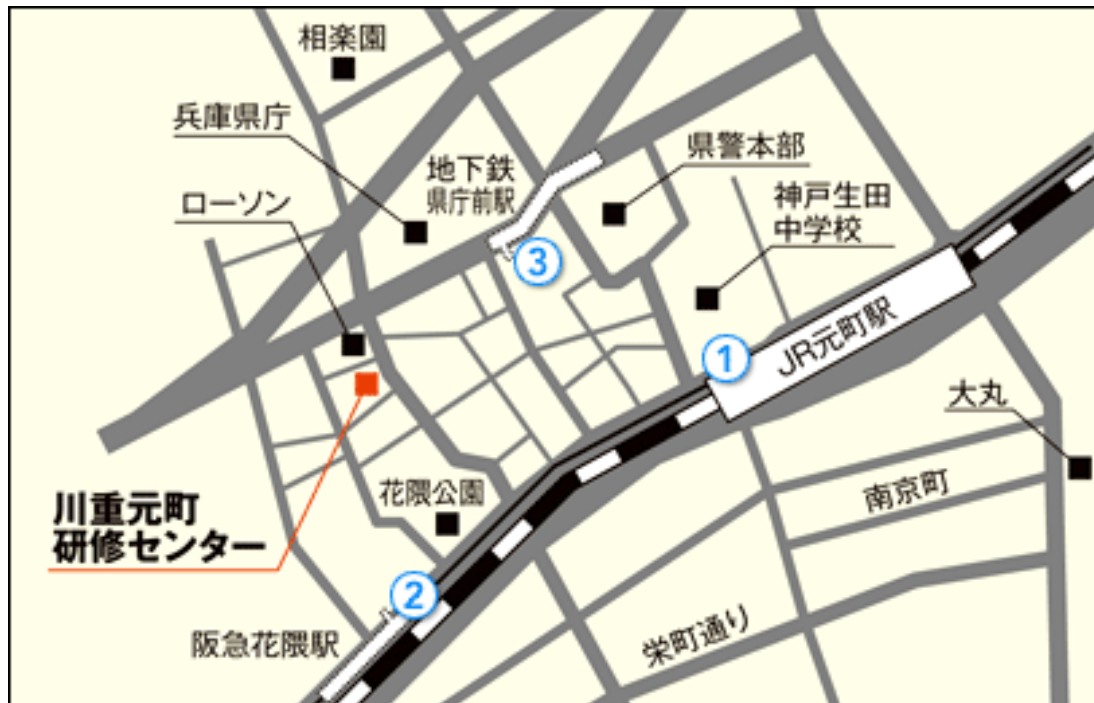 相楽園
兵庫県庁
地下鉄
県庁前駅
県警本部
ローソン
神戸生田
中学校
3
1
JR元町駅
大丸
川重元町
研修センター
花隈公園
南京町
2
阪急花隈駅
栄町通り